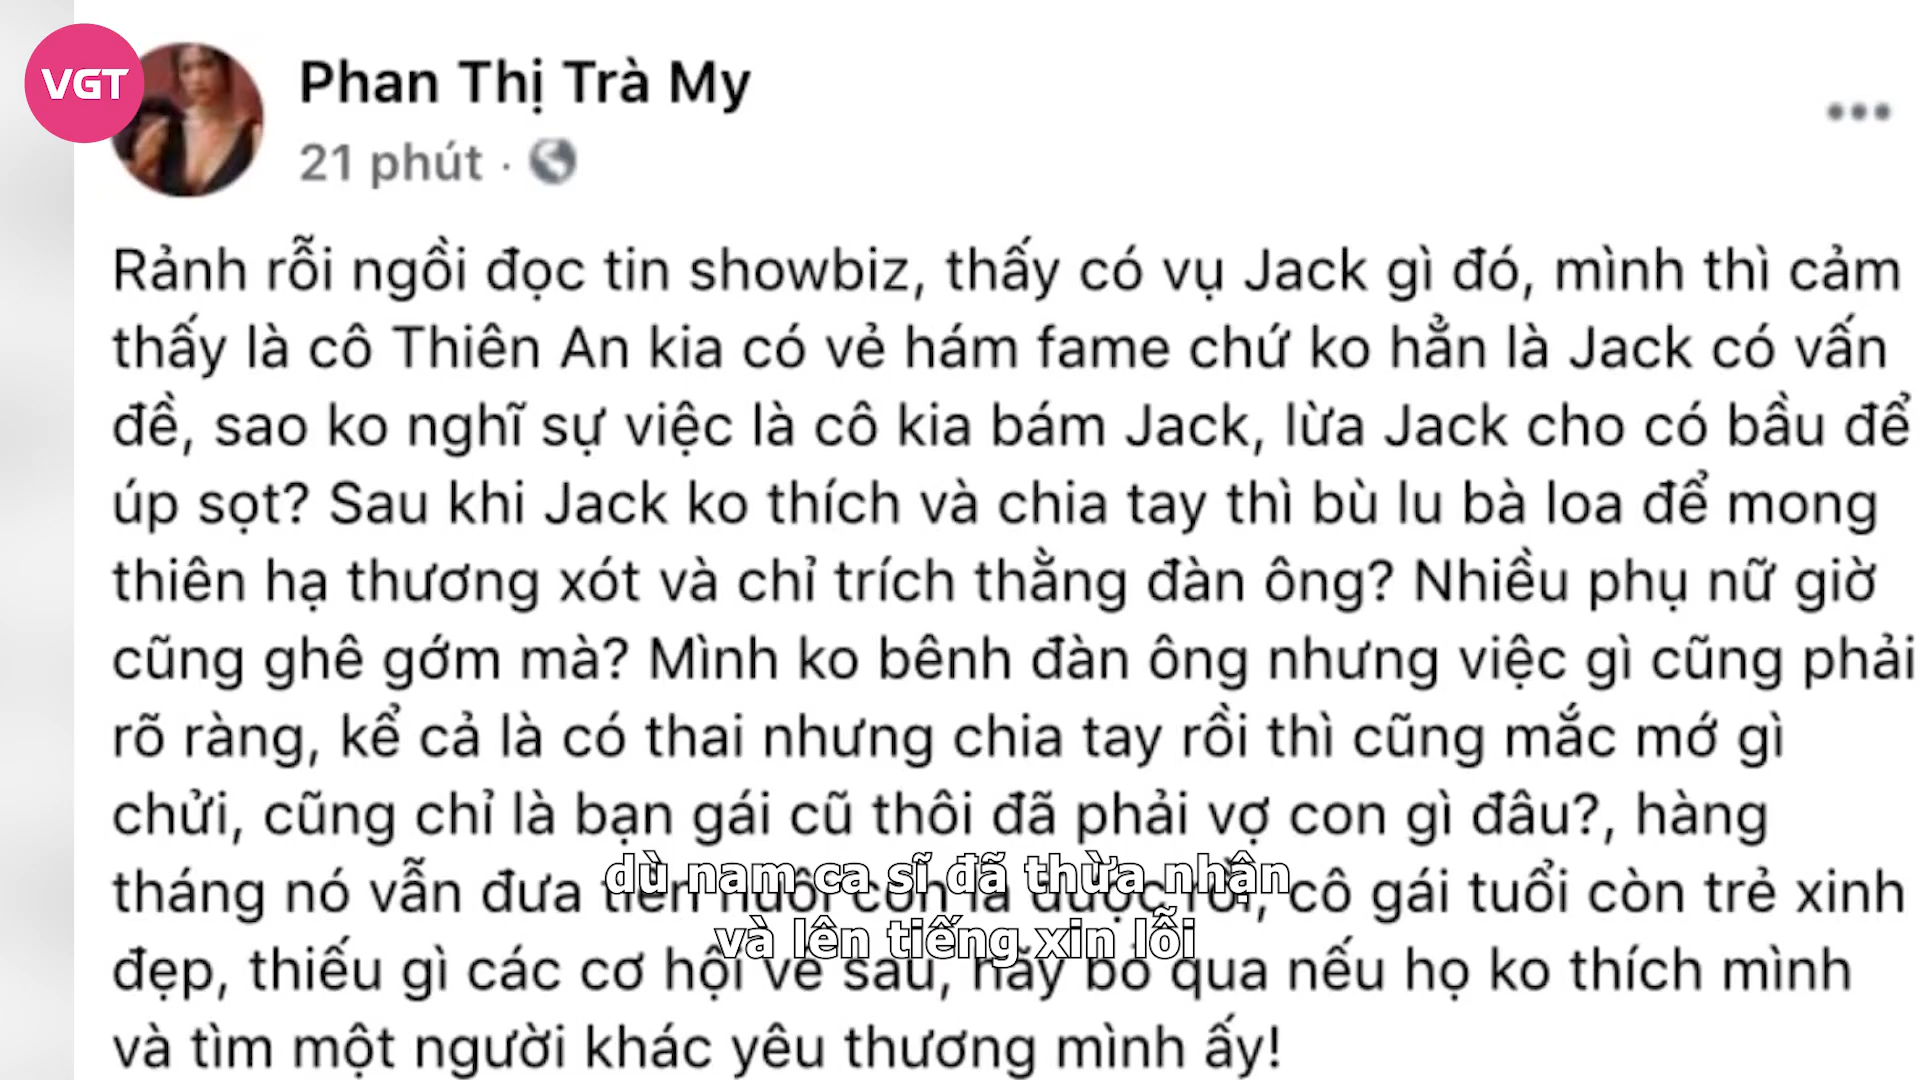 VGT
Phan Thị Trà My
21 phút ·
Rảnh rỗi ngồi đọc tin showbiz, thấy có vụ Jack gì đó, mình thì cảm
thấy là cô Thiên An kia có vẻ hám fame chứ ko hẳn là Jack có vấn
đề, sao ko nghĩ sự việc là cô kia bám Jack, lừa Jack cho có bầu để
úp sọt? Sau khi Jack ko thích và chia tay thì bù lu bà loa để mong
thiên hạ thương xót và chỉ trích thằng đàn ông? Nhiều phụ nữ giờ
cũng ghê gớm mà? Mình ko bênh đàn ông nhưng việc gì cũng phải
rõ ràng, kể cả là có thai nhưng chia tay rồi thì cũng mắc mớ gì
chửi, cũng chỉ là bạn gái cũ thôi đã phải vợ con gì đâu?, hàng
tháng nó vẫn đưa tiền nuôi con là được rồi, cô gái tuổi còn trẻ xinh
dù nam ca sĩ đã thừa nhận
và lên tiếng xin lỗi
đẹp, thiếu gì các cơ hội về sau, hãy bỏ qua nếu họ ko thích mình
và tìm một người khác yêu thương mình ấy!